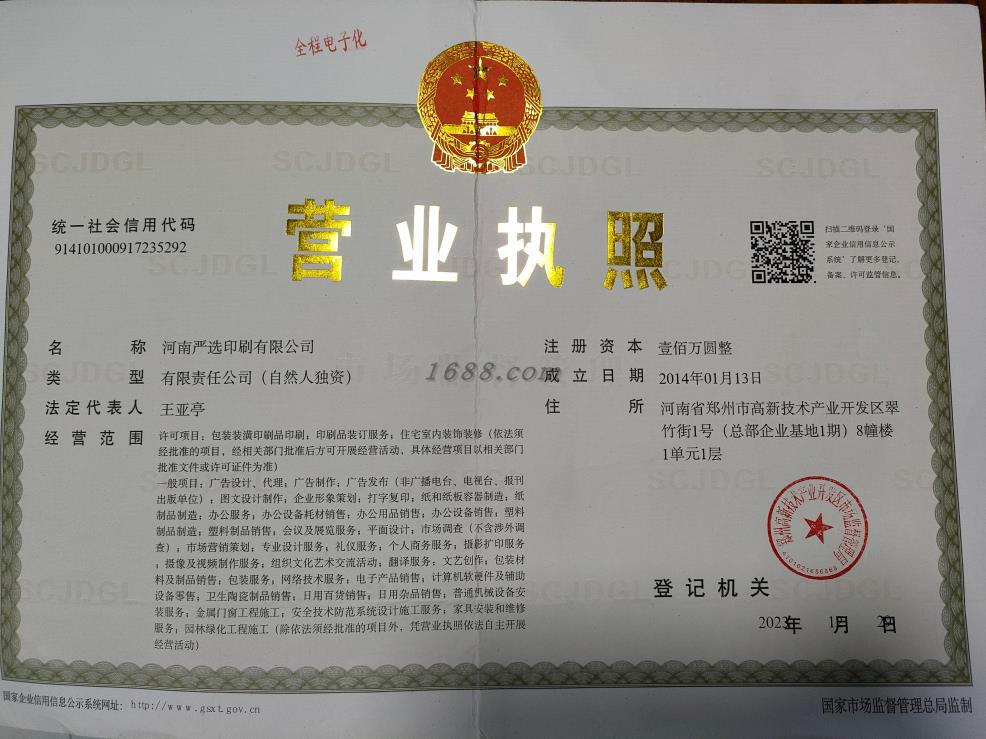 全程电子化
统一社会信用代码
914101000917235292
营业执照
扫描二维码登录‘国
家企业信用信息公示
系统’了解更多登记、
备案、许可监管信息。
名 称 河南严选印刷有限公司
类 型 有限责任公司（自然人独资）
法定代表人 王亚亭
经营范围 许可项目：包装装潢印刷品印刷；印刷品装订服务；住宅室内装饰装修（依法须
经批准的项目，经相关部门批准后方可开展经营活动，具体经营项目以相关部门
批准文件或许可证件为准）
一般项目：广告设计、代理；广告制作；广告发布（非广播电台、电视台、报刊
出版单位）；图文设计制作；企业形象策划；打字复印；纸和纸板容器制造；纸
制品制造；办公服务；办公设备耗材销售；办公用品销售；办公设备销售；塑料
制品制造；塑料制品销售；会议及展览服务；平面设计；市场调查（不含涉外调
查）；市场营销策划；专业设计服务；礼仪服务；个人商务服务；摄影扩印服务
；摄像及视频制作服务；组织文化艺术交流活动；翻译服务；文艺创作；包装材
料及制品销售；包装服务；网络技术服务；电子产品销售；计算机软硬件及辅助
设备零售；卫生陶瓷制品销售；日用百货销售；日用杂品销售；普通机械设备安
装服务；金属门窗工程施工；安全技术防范系统设计施工服务；家具安装和维修
服务；园林绿化工程施工（除依法须经批准的项目外，凭营业执照依法自主开展
经营活动）
注册资本 壹佰万圆整
成立日期 2014年01月13日
住 所 河南省郑州市高新技术产业开发区翠
竹街1号（总部企业基地1期）8幢楼
1单元1层
1688.com
郑州高新技术产业开发区市场监督管理局
登记机关
2023年 月 日
国家企业信用信息公示系统网址：http://www.gsxt.gov.cn
国家市场监督管理总局监制
SCJDGL